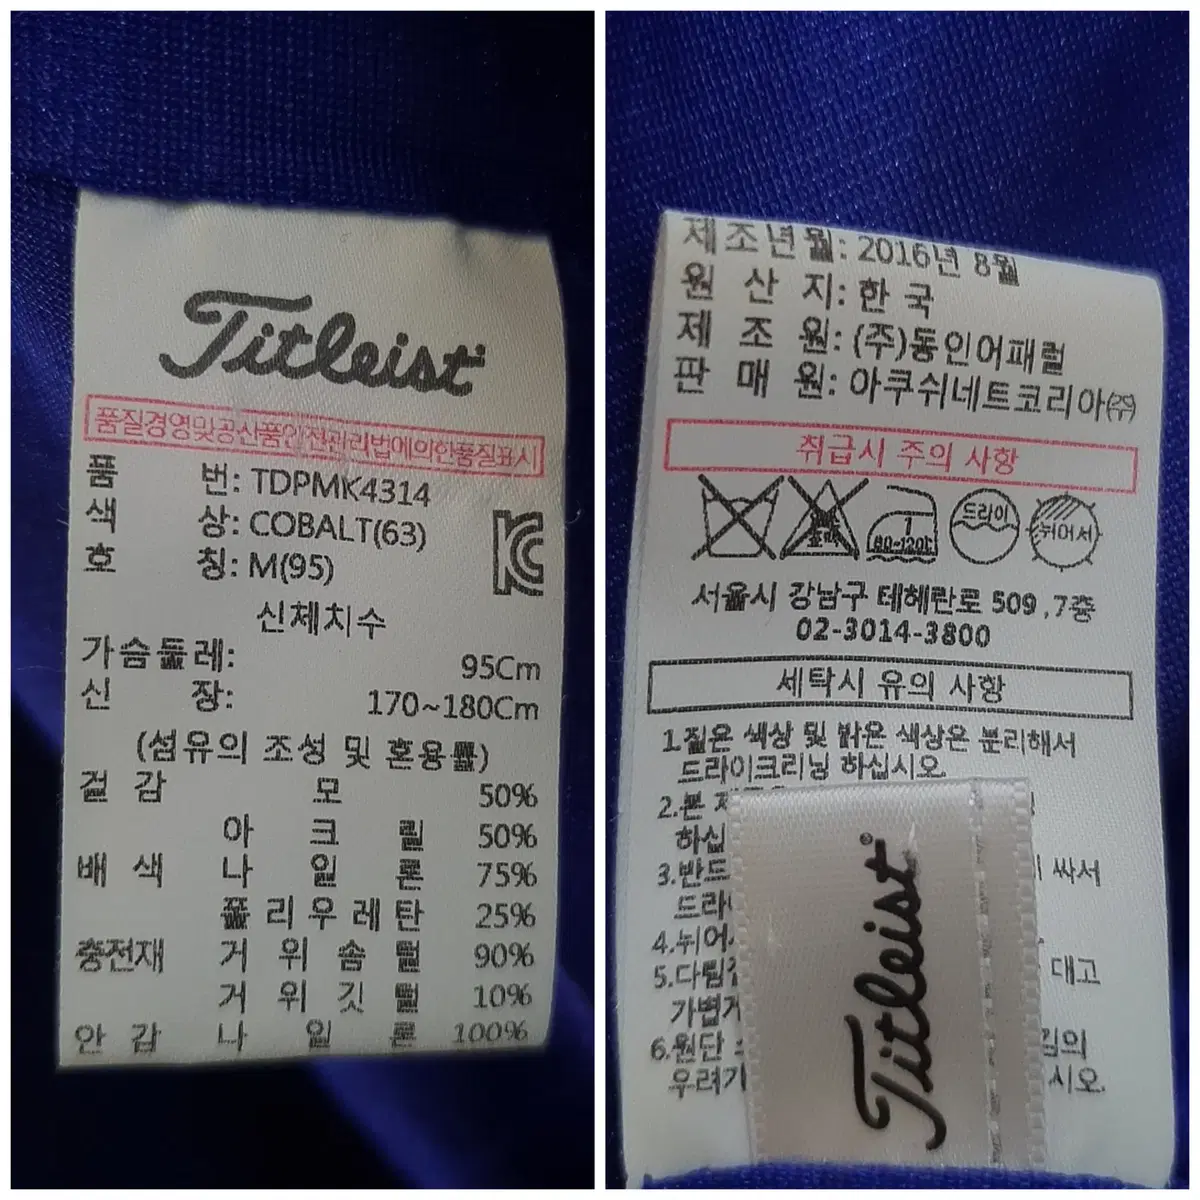 Titleist
품질경영및공산품안전관리법에의한품질표시
품 번: TDPMK4314
색 상: COBALT(63)
호 칭: M(95)
신체치수
가슴둘레: 95Cm
신 장: 170~180Cm
(섬유의 조성 및 혼용률)
겉 감 모 50%
아 크 릴 50%
배 색 나 일 론 75%
폴 리 우 레 탄 25%
충전재 거 위 솜 털 90%
거 위 깃 털 10%
안 감 나 일 론 100%
제조년월: 2016년 8월
원 산 지: 한 국
제 조 원: (주)동인어패럴
판 매 원: 아쿠쉬네트코리아㈜
취급시 주의 사항
1
80~120℃
드라이
뉘어서
서울시 강남구 테헤란로 509 ,7층
02-3014-3800
세탁시 유의 사항
1.짙은 색상 및 밝은 색상은 분리해서
드라이크리닝 하십시오.
2.본
하십
3.반드 싸서
드라
4.뉘어
5.다림 대고
가볍게
6.원단
우려가 시오.
Titleist